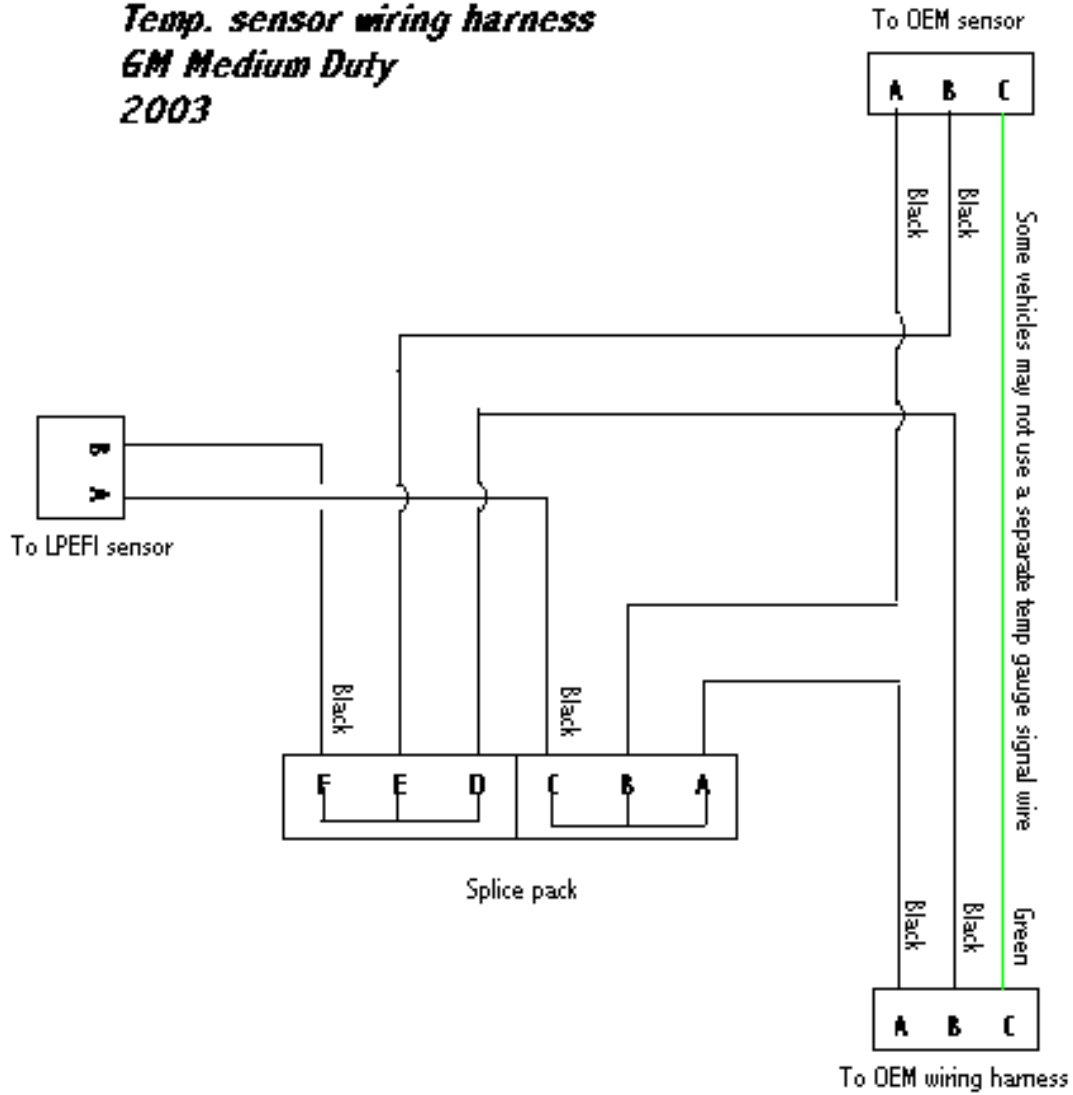 Temp. sensor wiring harness
GM Medium Duty
2003
To OEM sensor
A B C
Black
Black
Some vehicles may not use a separate temp gauge signal wire
B
A
To LPEFI sensor
Black
Black
F E D C B A
Splice pack
Black
Black
Green
A B C
To OEM wiring harness